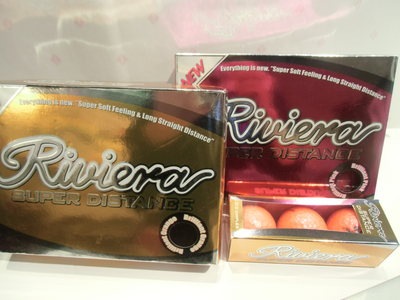 Everything is new. "Super Soft Feeling & Long Straight Distance"
Riviera
SUPER DISTANCE
NEW
Everything is new. "Super Soft Feeling & Long Straight Distance"
Riviera
SUPER DISTANCE
Riviera